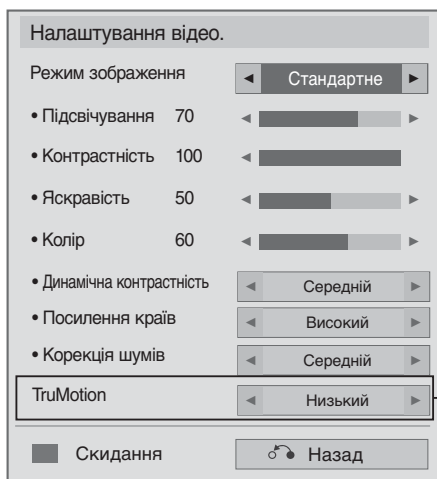 Налаштування відео.
Режим зображення ◄ Стандартне ►
• Підсвічування 70 ◄ ►
• Контрастність 100 ◄
• Яскравість 50 ◄ ►
• Колір 60 ◄ ►
• Динамічна контрастність ◄ Середній ►
• Посилення країв ◄ Високий ►
• Корекція шумів ◄ Середній ►
TruMotion ◄ Низький ►
Скидання Назад